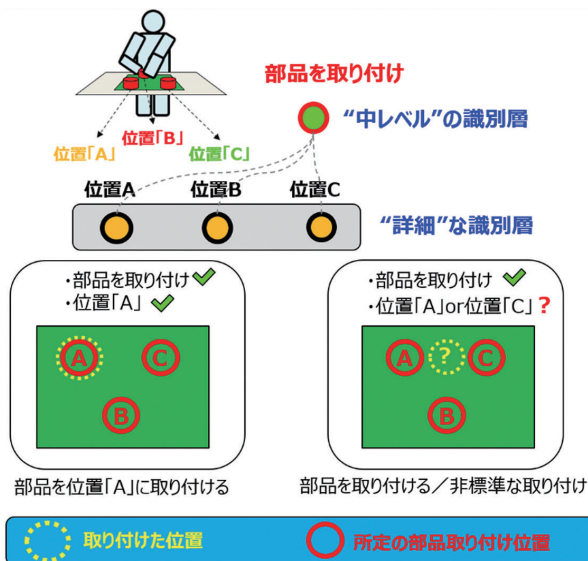 部品を取り付け
“中レベル”の識別層
位置「A」
位置「B」
位置「C」
位置A
位置B
位置C
“詳細”な識別層
・部品を取り付け
・位置「A」
A
C
B
部品を位置「A」に取り付ける
・部品を取り付け
・位置「A」or位置「C」?
A
?
C
B
部品を取り付ける／非標準な取り付け
取り付けた位置
所定の部品取り付け位置